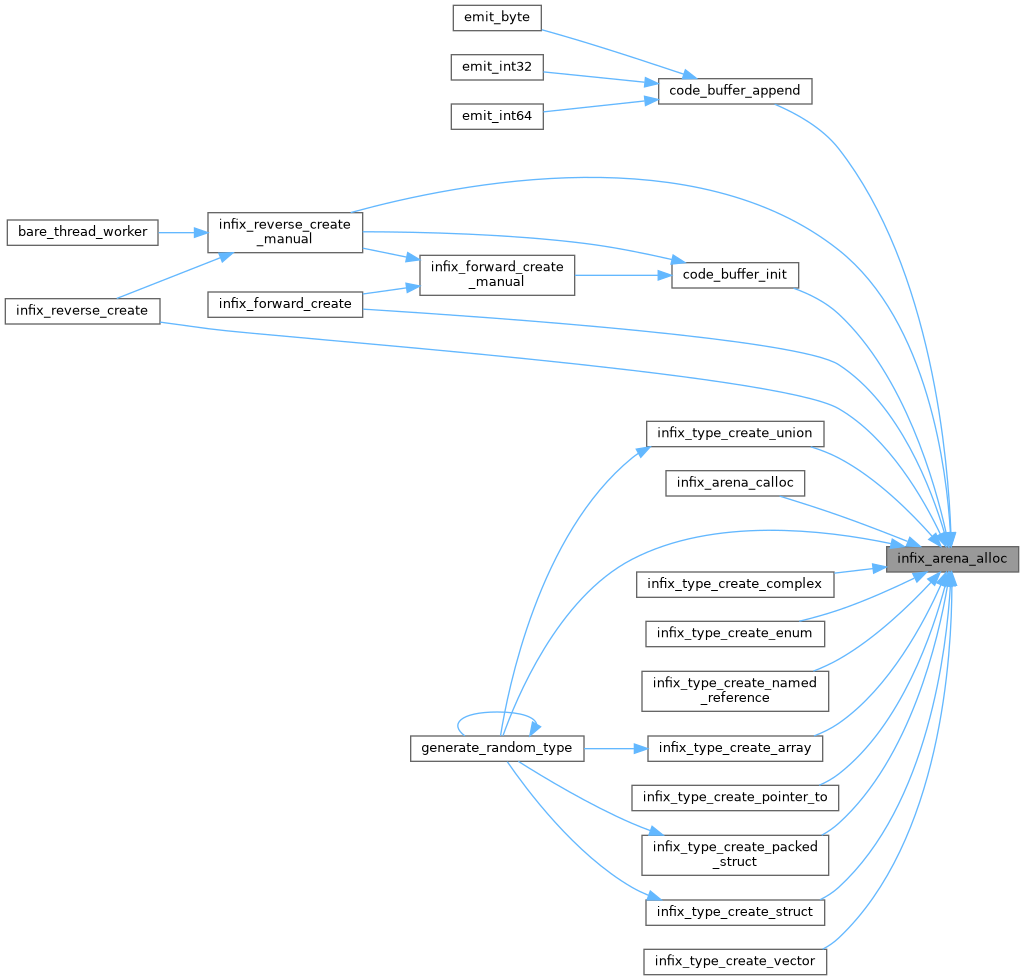 emit_byte
emit_int32
code_buffer_append
emit_int64
infix_reverse_create
_manual
bare_thread_worker
infix_forward_create
_manual
code_buffer_init
infix_forward_create
infix_reverse_create
infix_type_create_union
infix_arena_calloc
infix_arena_alloc
infix_type_create_complex
infix_type_create_enum
infix_type_create_named
_reference
generate_random_type
infix_type_create_array
infix_type_create_pointer_to
infix_type_create_packed
_struct
infix_type_create_struct
infix_type_create_vector